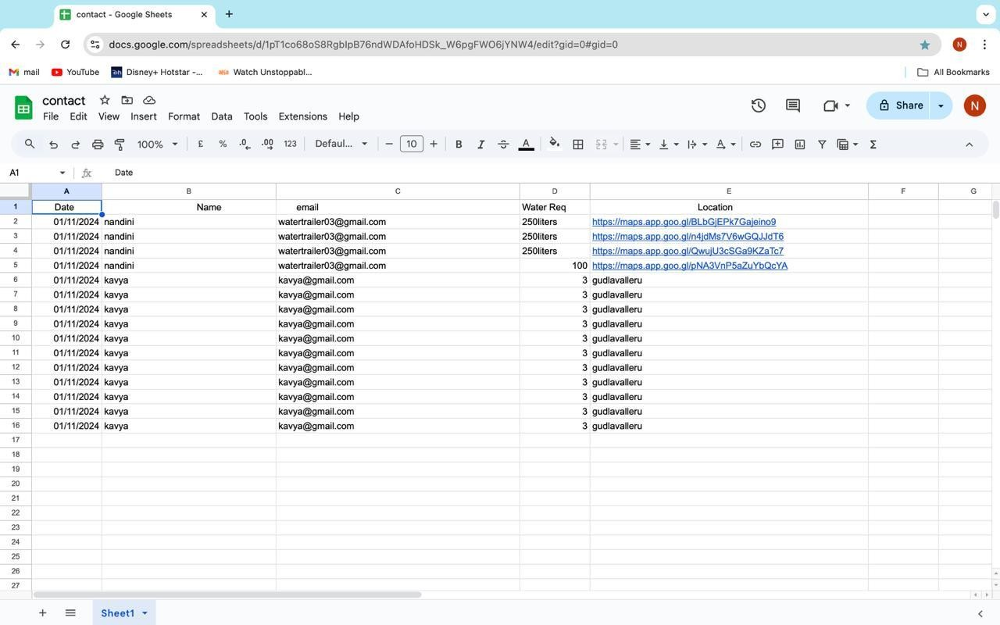 contact - Google Sheets
docs.google.com/spreadsheets/d/1pT1co68oS8RgbIpB76ndWDAfoHDSk_W6pgFWO6jYNW4/edit?gid=0#gid=0
N
mail YouTube Disney+ Hotstar -... Watch Unstoppabl... All Bookmarks
contact
File Edit View Insert Format Data Tools Extensions Help
Share
N
100% £ % .0 .00 123 Defaul... 10 B I A Σ
A1 fx Date
A B C D E F G
1 Date Name email Water Req Location
2 01/11/2024 nandini watertrailer03@gmail.com 250liters https://maps.app.goo.gl/BLbGjEPk7Gajeino9
3 01/11/2024 nandini watertrailer03@gmail.com 250liters https://maps.app.goo.gl/n4jdMs7V6wGQJJdT6
4 01/11/2024 nandini watertrailer03@gmail.com 250liters https://maps.app.goo.gl/QwujU3cSGa9KZaTc7
5 01/11/2024 nandini watertrailer03@gmail.com 100 https://maps.app.goo.gl/pNA3VnP5aZuYbQcYA
6 01/11/2024 kavya kavya@gmail.com 3 gudlavalleru
7 01/11/2024 kavya kavya@gmail.com 3 gudlavalleru
8 01/11/2024 kavya kavya@gmail.com 3 gudlavalleru
9 01/11/2024 kavya kavya@gmail.com 3 gudlavalleru
10 01/11/2024 kavya kavya@gmail.com 3 gudlavalleru
11 01/11/2024 kavya kavya@gmail.com 3 gudlavalleru
12 01/11/2024 kavya kavya@gmail.com 3 gudlavalleru
13 01/11/2024 kavya kavya@gmail.com 3 gudlavalleru
14 01/11/2024 kavya kavya@gmail.com 3 gudlavalleru
15 01/11/2024 kavya kavya@gmail.com 3 gudlavalleru
16 01/11/2024 kavya kavya@gmail.com 3 gudlavalleru
17
18
19
20
21
22
23
24
25
26
27
Sheet1